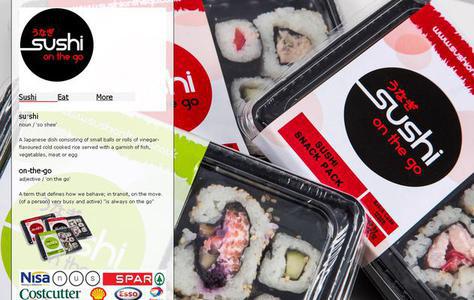 うなぎ
sushi
on the go
Sushi Eat More
su·shi
noun / 'so shee'
A Japanese dish consisting of small balls or rolls of vinegar-
flavoured cold cooked rice served with a garnish of fish,
vegetables, meat or egg
on-the-go
adjective / 'on the go'
A term that defines how we behave; in transit, on the move.
(of a person) very busy and active) "is always on the go"
Nisa nus SPAR
Costcutter Esso
うなぎ
sushi
on the go
SUSHI
SNACK PACK
sushi
go